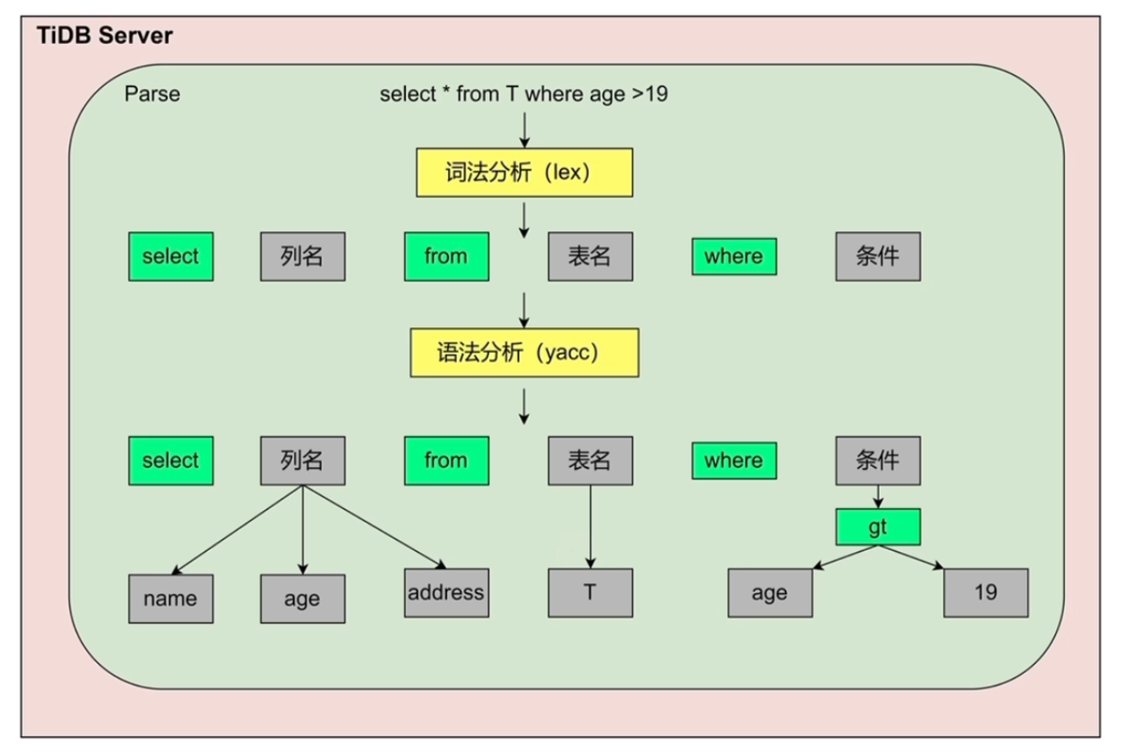 TiDB Server
Parse
select * from T where age >19
词法分析（lex）
select 列名 from 表名 where 条件
语法分析（yacc）
select 列名 from 表名 where 条件
gt
name age address T age 19